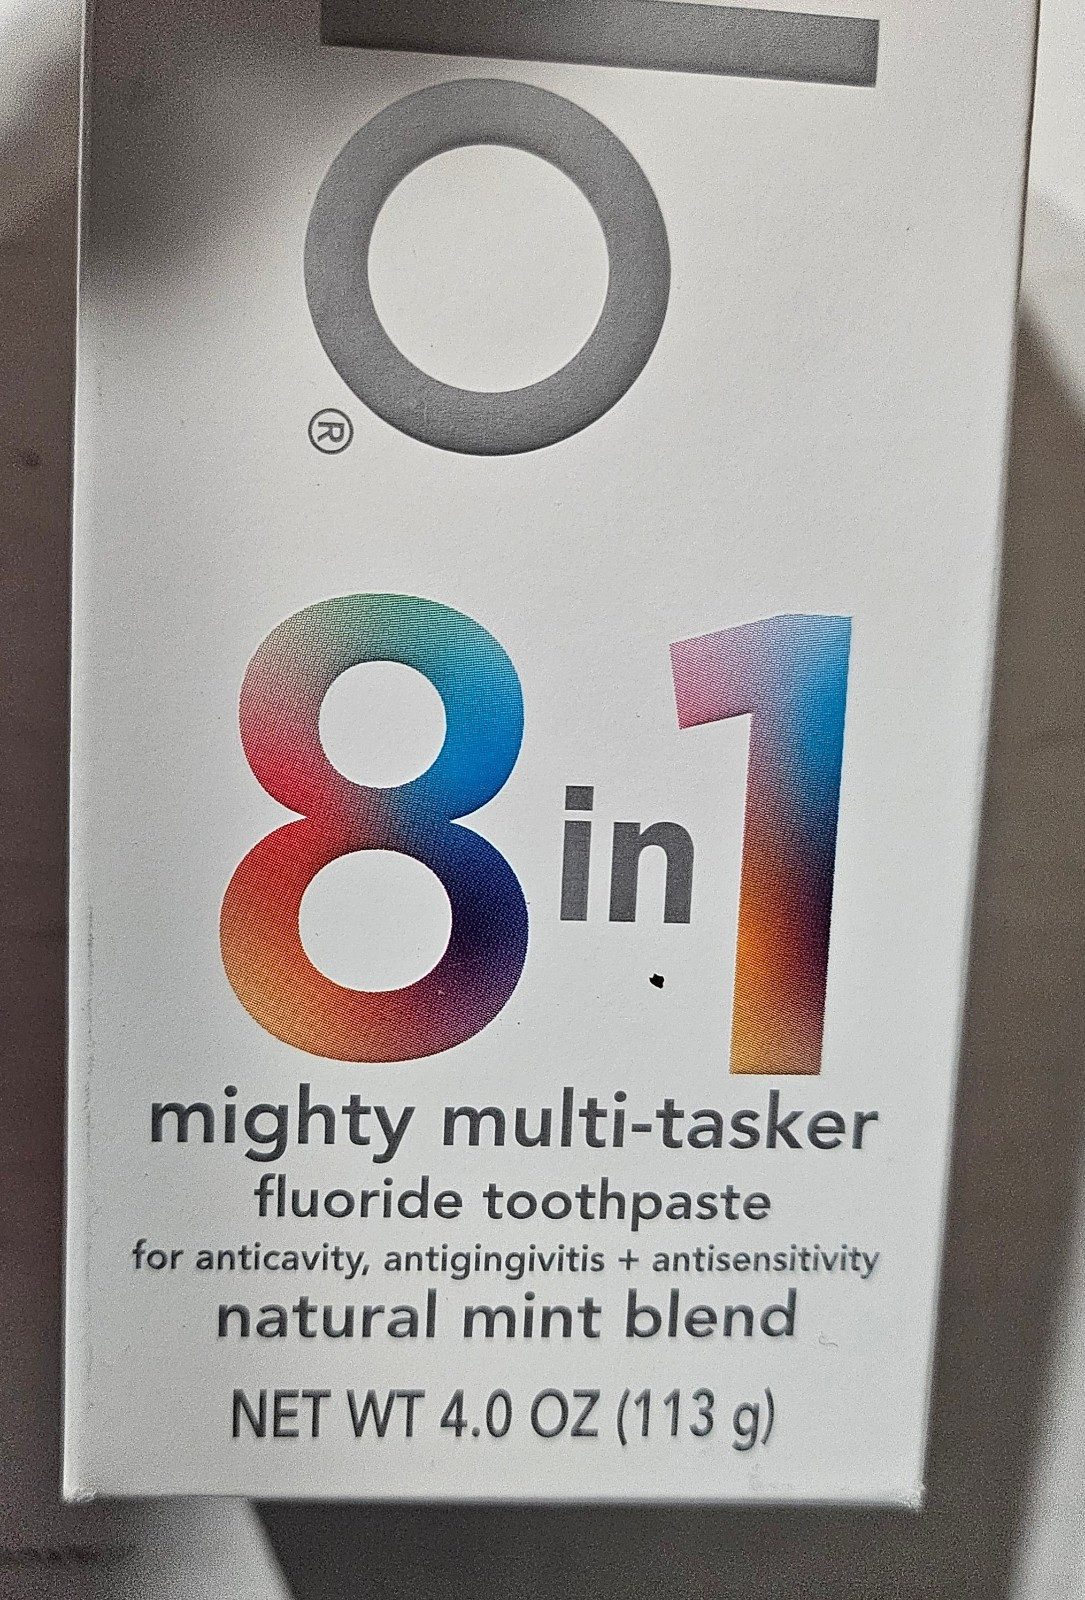 o®
8 in 1
mighty multi-tasker
fluoride toothpaste
for anticavity, antigingivitis + antisensitivity
natural mint blend
NET WT 4.0 OZ (113 g)